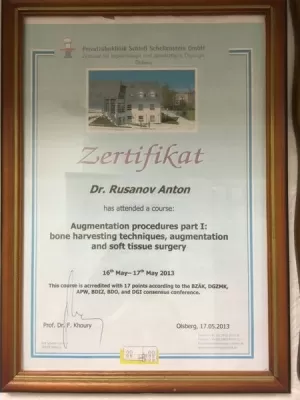 Privatzahnklinik Schloß Schellenstein GmbH
Olsberg
Zertifikat
Dr. Rusanov Anton
has attended a course:
Augmentation procedures part I:
bone harvesting techniques, augmentation
and soft tissue surgery
16th May– 17th May 2013
This course is accredited with 17 points according to the BZÄK, DGZMK,
APW, BDIZ, BDO, and DGI consensus conference.
Prof. Dr. F. Khoury
Olsberg, 17.05.2013